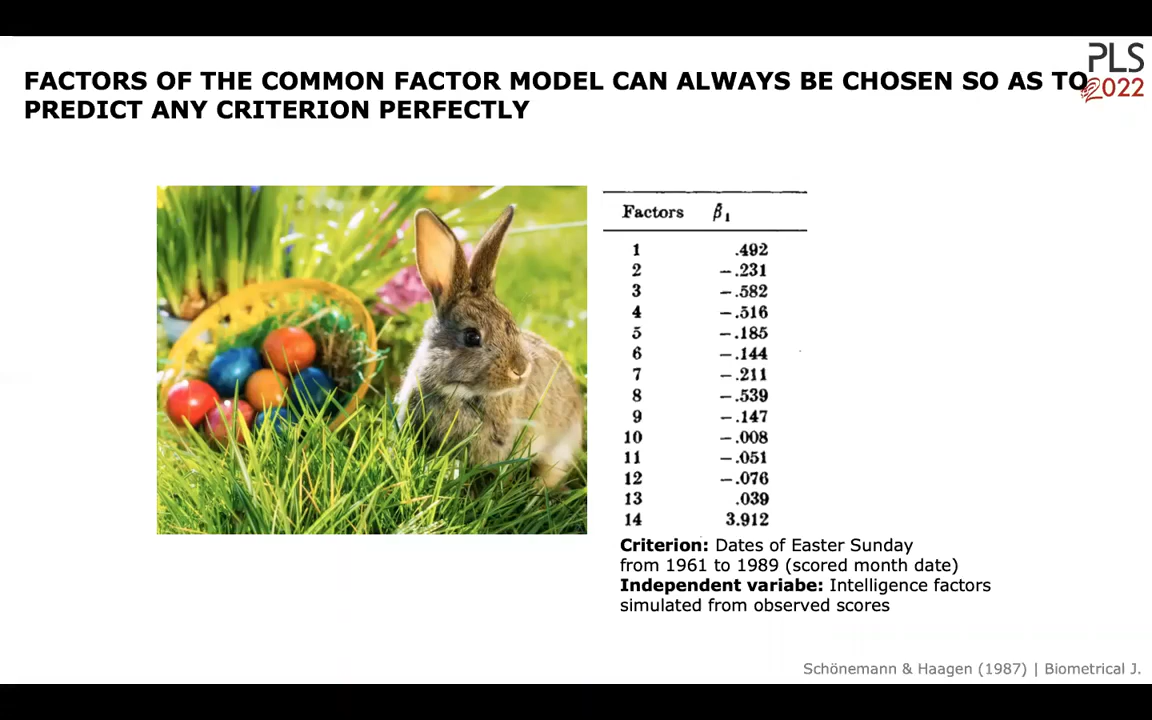 PLS
2022
FACTORS OF THE COMMON FACTOR MODEL CAN ALWAYS BE CHOSEN SO AS TO
PREDICT ANY CRITERION PERFECTLY
Factors β̂₁
1 .492
2 −.231
3 −.582
4 −.516
5 −.185
6 −.144
7 −.211
8 −.539
9 −.147
10 −.008
11 −.051
12 −.076
13 .039
14 3.912
Criterion: Dates of Easter Sunday
from 1961 to 1989 (scored month date)
Independent variabe: Intelligence factors
simulated from observed scores
Schönemann & Haagen (1987) | Biometrical J.